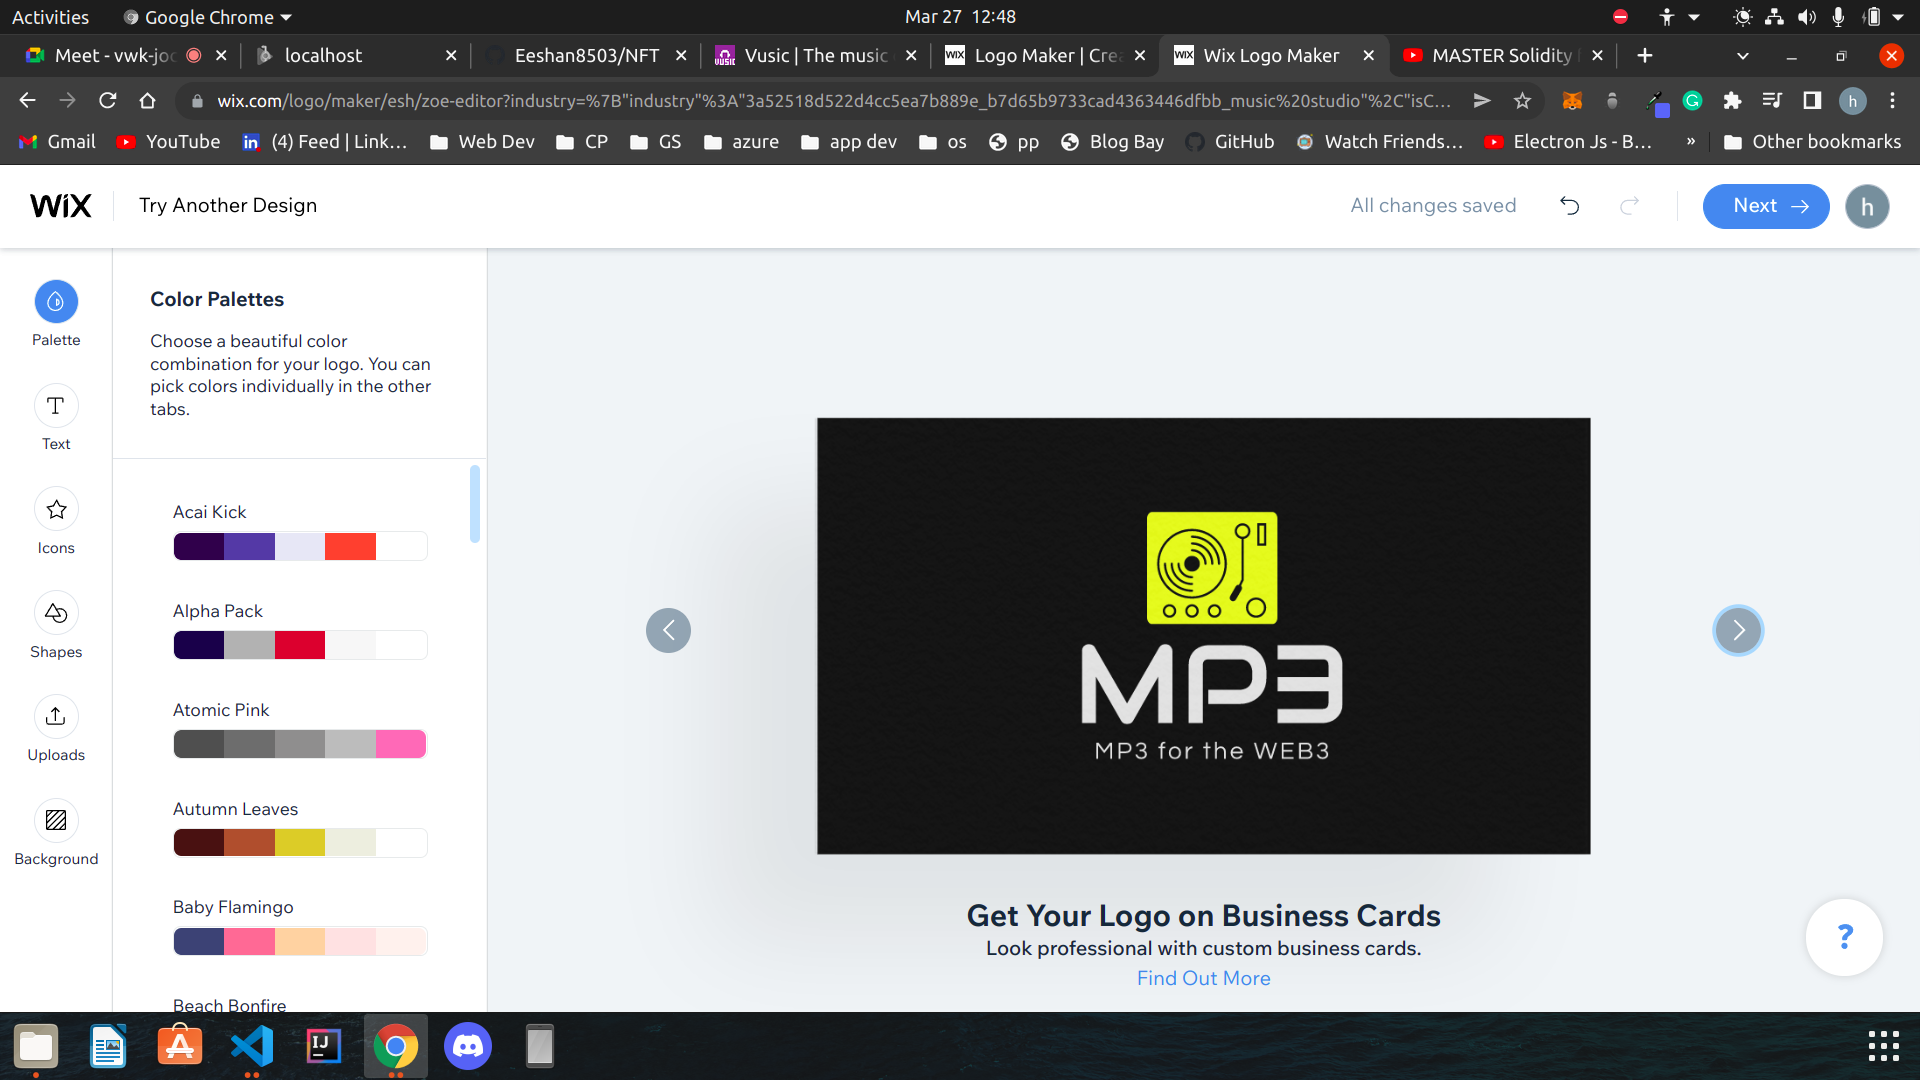 Activities
Google Chrome
Mar 27 12:48
Meet - vwk-joc
localhost
Eeshan8503/NFT
Vusic | The music
Logo Maker | Crea
Wix Logo Maker
MASTER Solidity
wix.com/logo/maker/esh/zoe-editor?industry=%7B"industry"%3A"3a52518d522d4cc5ea7b889e_b7d65b9733cad4363446dfbb_music%20studio"%2C"isC...
h
Gmail
YouTube
(4) Feed | Link...
Web Dev
CP
GS
azure
app dev
os
pp
Blog Bay
GitHub
Watch Friends...
Electron Js - B...
»
Other bookmarks
WiX
Try Another Design
All changes saved
Next
h
Palette
Text
Icons
Shapes
Uploads
Background
Color Palettes
Choose a beautiful color
combination for your logo. You can
pick colors individually in the other
tabs.
Acai Kick
Alpha Pack
Atomic Pink
Autumn Leaves
Baby Flamingo
Beach Bonfire
MP3
MP3 for the WEB3
Get Your Logo on Business Cards
Look professional with custom business cards.
Find Out More
?